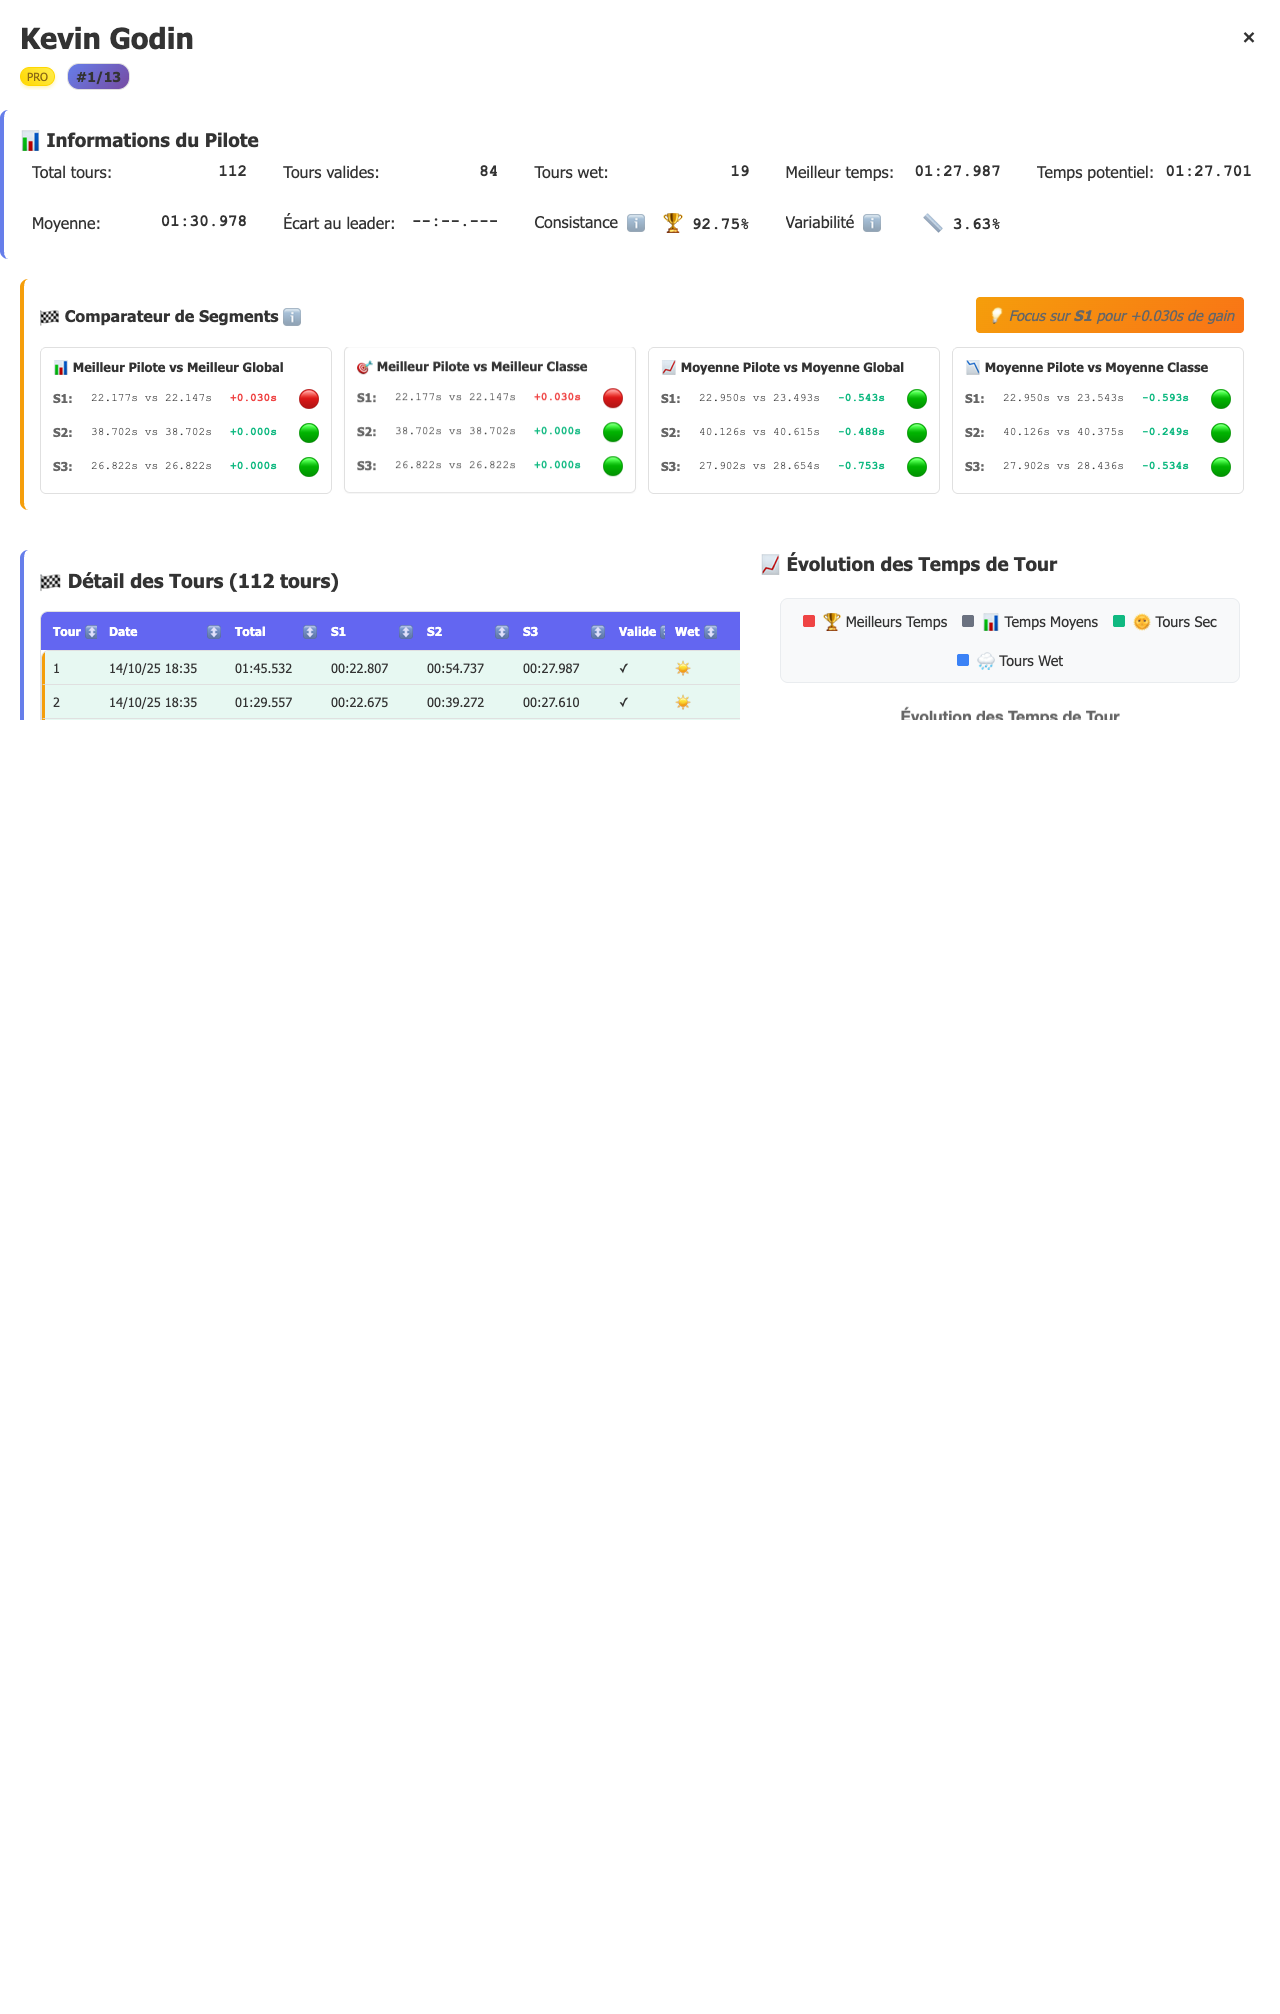 Kevin Godin
×
PRO #1/13
📊 Informations du Pilote
Total tours: 112 Tours valides: 84 Tours wet: 19 Meilleur temps: 01:27.987 Temps potentiel: 01:27.701
Moyenne: 01:30.978 Écart au leader: --:--.--- Consistance ℹ️ 🏆 92.75% Variabilité ℹ️ 📏 3.63%
🏁 Comparateur de Segments ℹ️
💡 Focus sur S1 pour +0.030s de gain
📊 Meilleur Pilote vs Meilleur Global
S1: 22.177s vs 22.147s +0.030s 🔴
S2: 38.702s vs 38.702s +0.000s 🟢
S3: 26.822s vs 26.822s +0.000s 🟢
🎯 Meilleur Pilote vs Meilleur Classe
S1: 22.177s vs 22.147s +0.030s 🔴
S2: 38.702s vs 38.702s +0.000s 🟢
S3: 26.822s vs 26.822s +0.000s 🟢
📈 Moyenne Pilote vs Moyenne Global
S1: 22.950s vs 23.493s -0.543s 🟢
S2: 40.126s vs 40.615s -0.488s 🟢
S3: 27.902s vs 28.654s -0.753s 🟢
📉 Moyenne Pilote vs Moyenne Classe
S1: 22.950s vs 23.543s -0.593s 🟢
S2: 40.126s vs 40.375s -0.249s 🟢
S3: 27.902s vs 28.436s -0.534s 🟢
🏁 Détail des Tours (112 tours)
Tour ↕️ Date ↕️ Total ↕️ S1 ↕️ S2 ↕️ S3 ↕️ Valide Wet ↕️
1 14/10/25 18:35 01:45.532 00:22.807 00:54.737 00:27.987 ✓ ☀️
2 14/10/25 18:35 01:29.557 00:22.675 00:39.272 00:27.610 ✓ ☀️
📈 Évolution des Temps de Tour
🏆 Meilleurs Temps 📊 Temps Moyens 🌞 Tours Sec
🌧️ Tours Wet
Évolution des Temps de Tour